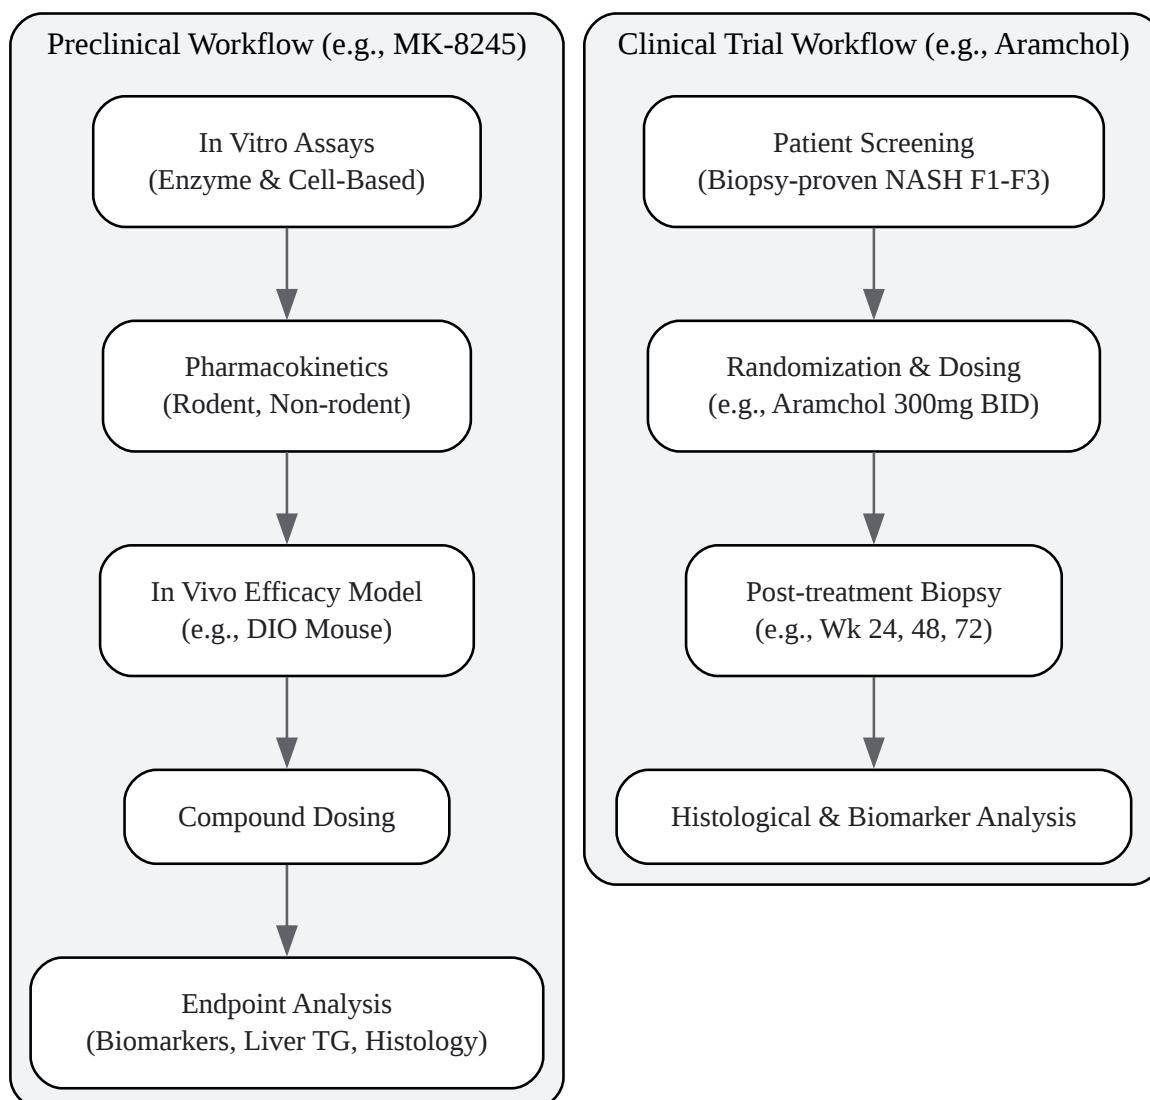 Preclinical Workflow (e.g., MK-8245)
In Vitro Assays
(Enzyme & Cell-Based)
Pharmacokinetics
(Rodent, Non-rodent)
In Vivo Efficacy Model
(e.g., DIO Mouse)
Compound Dosing
Endpoint Analysis
(Biomarkers, Liver TG, Histology)
Clinical Trial Workflow (e.g., Aramchol)
Patient Screening
(Biopsy-proven NASH F1-F3)
Randomization & Dosing
(e.g., Aramchol 300mg BID)
Post-treatment Biopsy
(e.g., Wk 24, 48, 72)
Histological & Biomarker Analysis